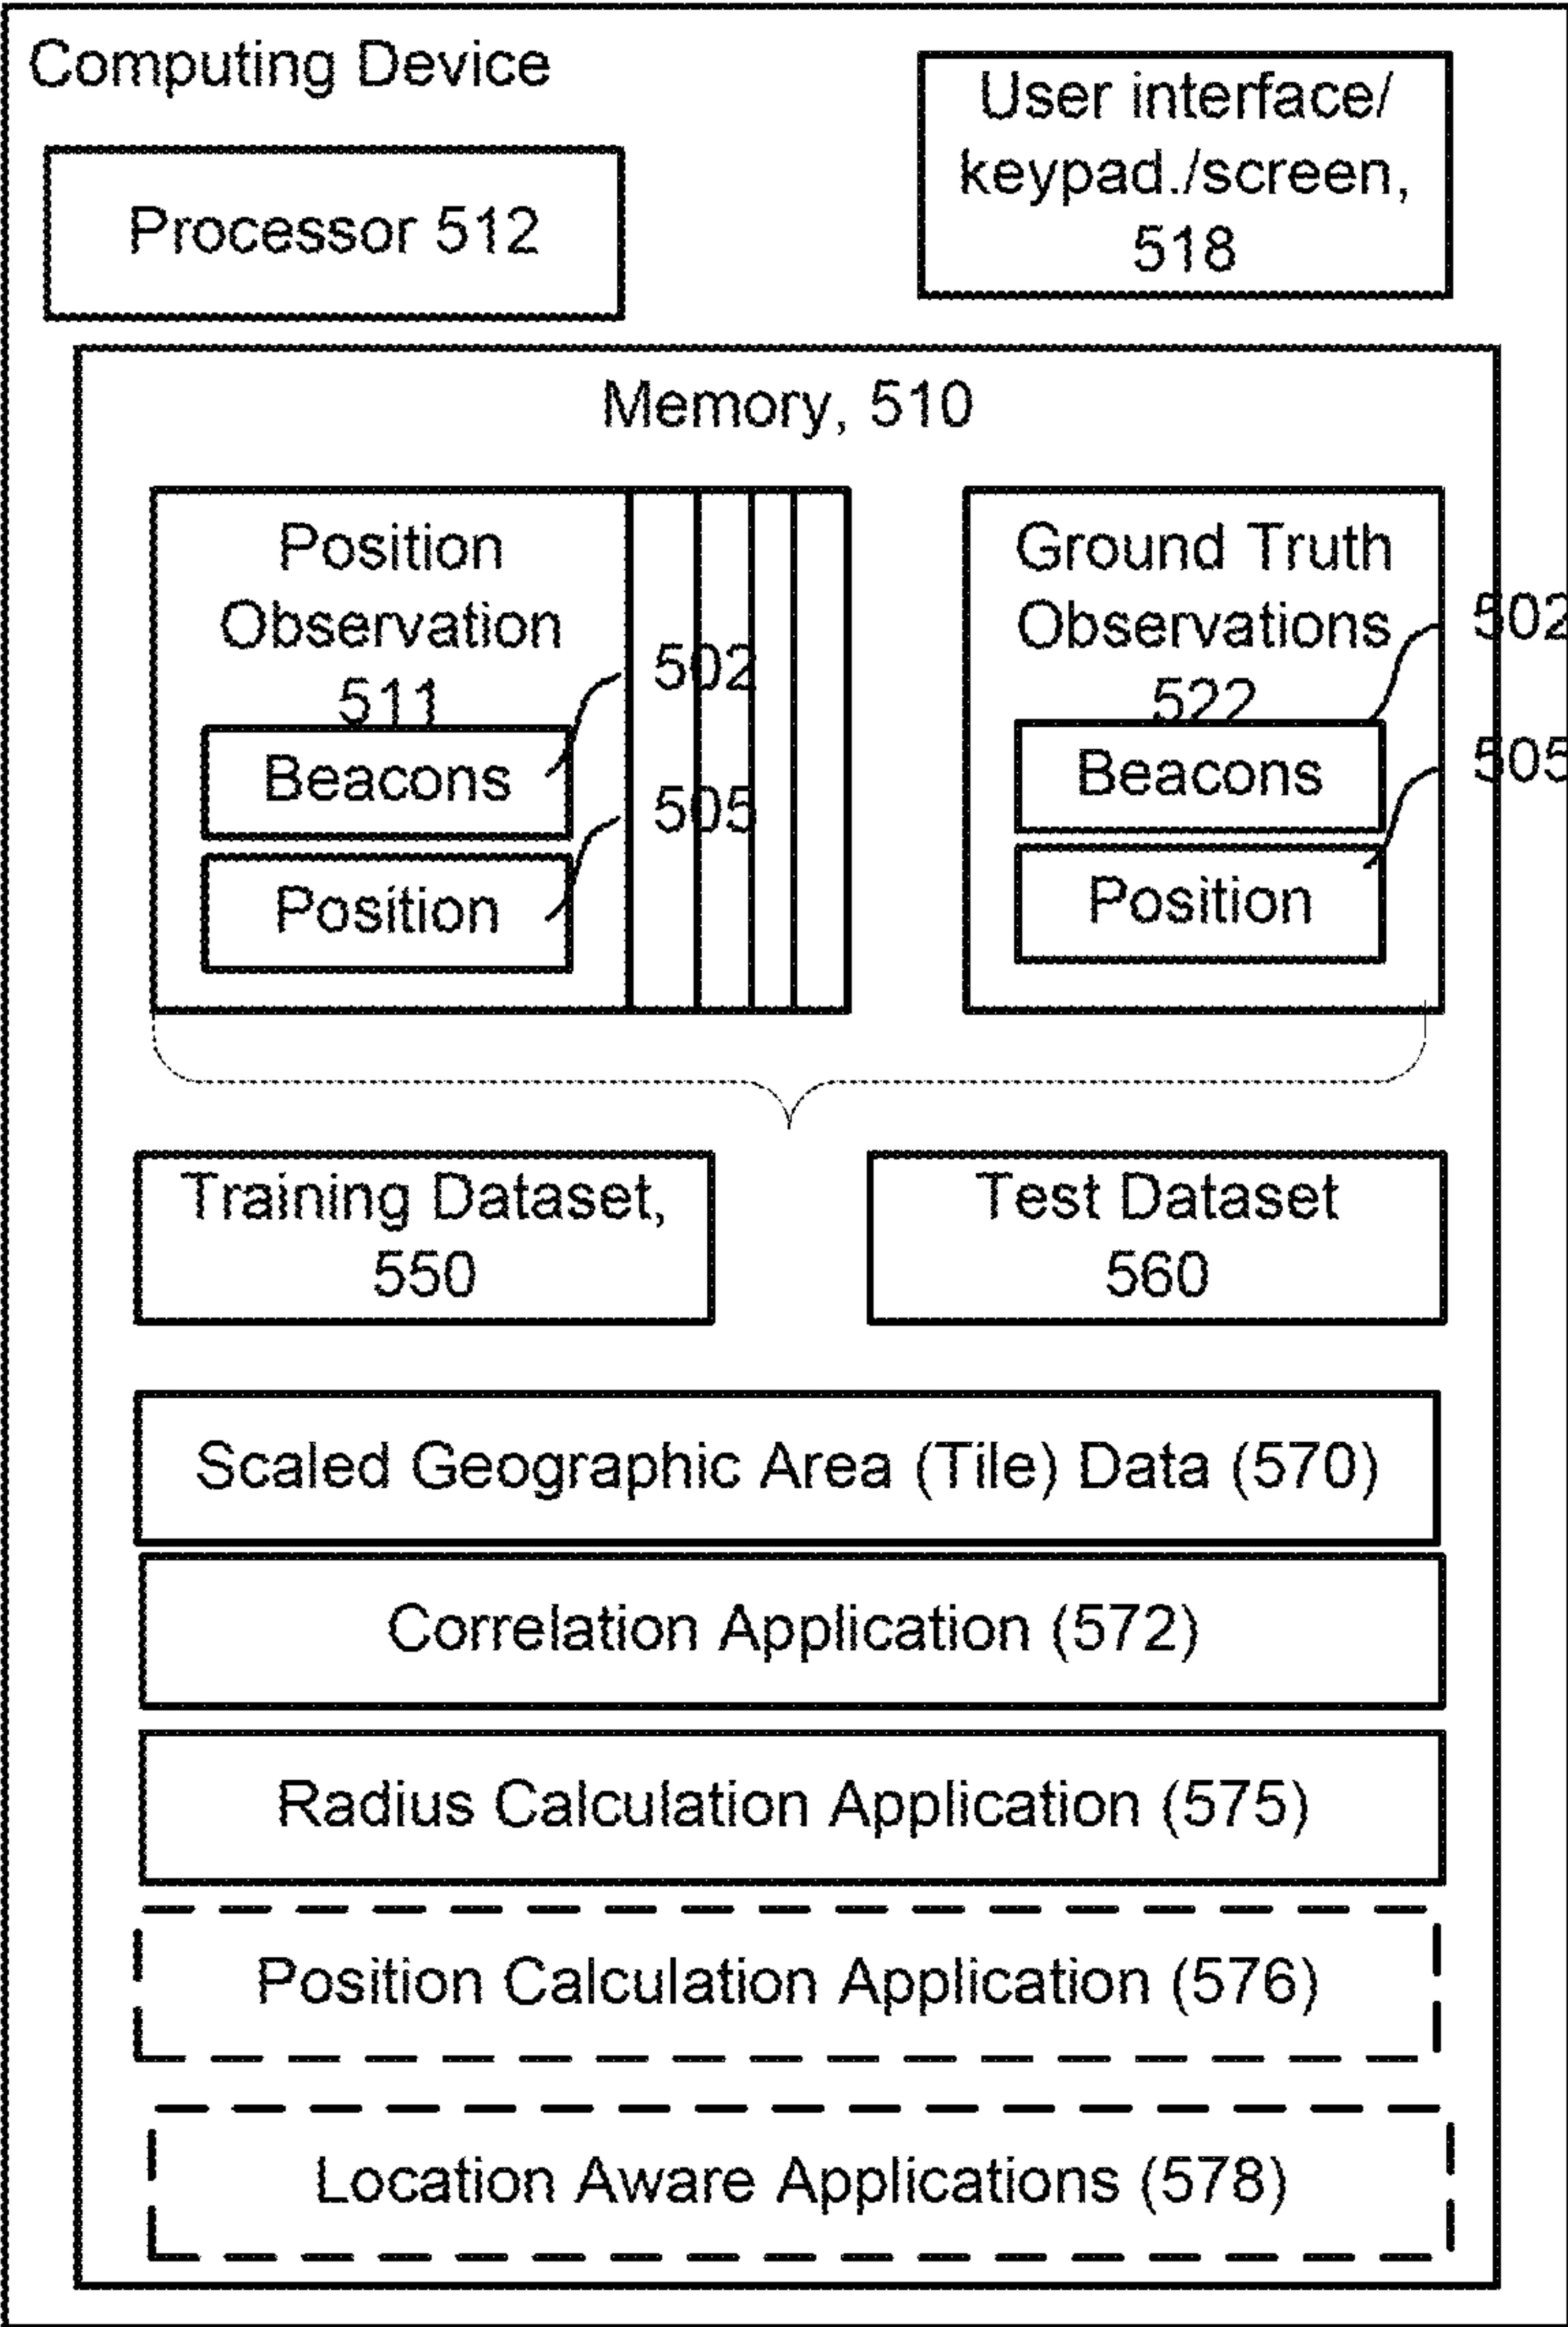 Computing Device
User interface/
keypad./screen,
518
Processor 512
Memory, 510
Position
Observation
511
502
Beacons
505
Position
Ground Truth
Observations
522
502
Beacons
505
Position
Training Dataset,
550
Test Dataset
560
Scaled Geographic Area (Tile) Data (570)
Correlation Application (572)
Radius Calculation Application (575)
Position Calculation Application (576)
Location Aware Applications (578)